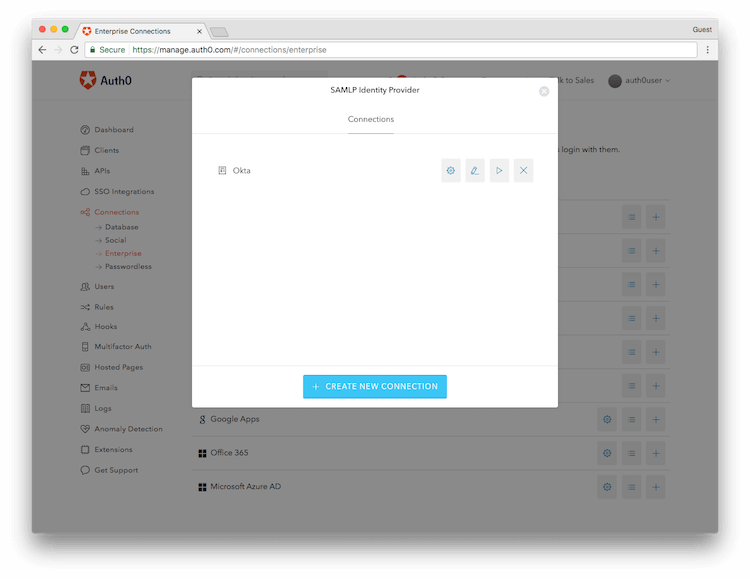 Enterprise Connections
Guest
Secure https://manage.auth0.com/#/connections/enterprise
Auth0
to Sales
auth0user
SAMLP Identity Provider
Connections
login with them.
Okta
Dashboard
Clients
APIs
SSO Integrations
Connections
Database
Social
Enterprise
Passwordless
Users
Rules
Hooks
Multifactor Auth
Hosted Pages
Emails
Logs
Anomaly Detection
Extensions
Get Support
+ CREATE NEW CONNECTION
Google Apps
Office 365
Microsoft Azure AD